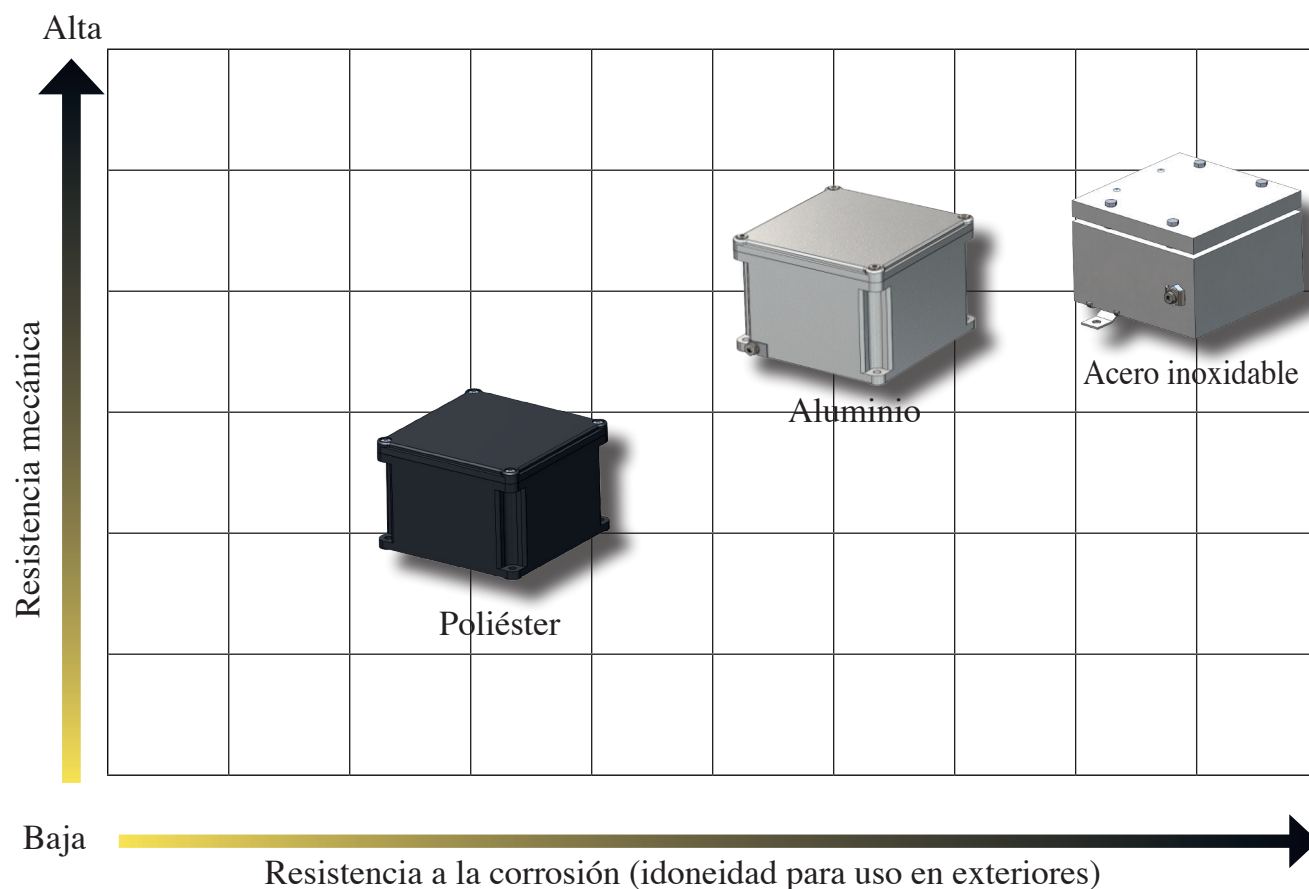 Alta
Resistencia mecánica
Acero inoxidable
Aluminio
Poliéster
Baja
Resistencia a la corrosión (idoneidad para uso en exteriores)